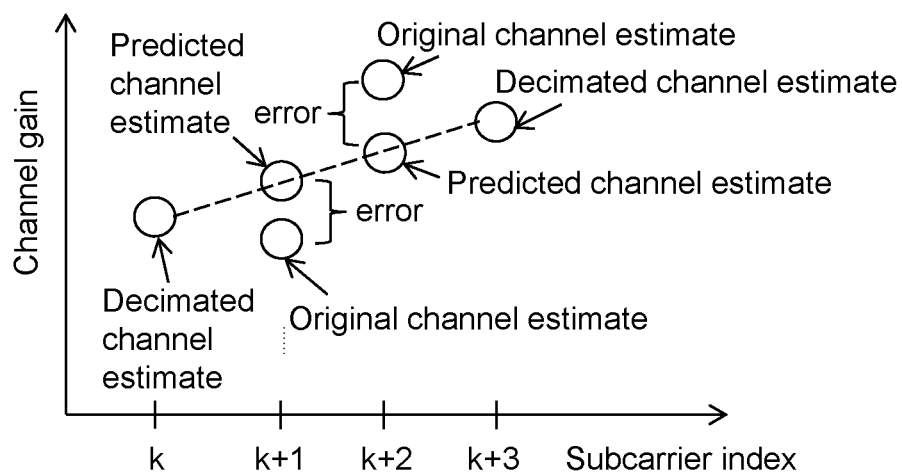 Original channel estimate
Predicted
channel
estimate
Decimated channel estimate
error
Channel gain
Predicted channel estimate
error
Decimated
channel
estimate
Original channel estimate
k
k+1
k+2
k+3
Subcarrier index